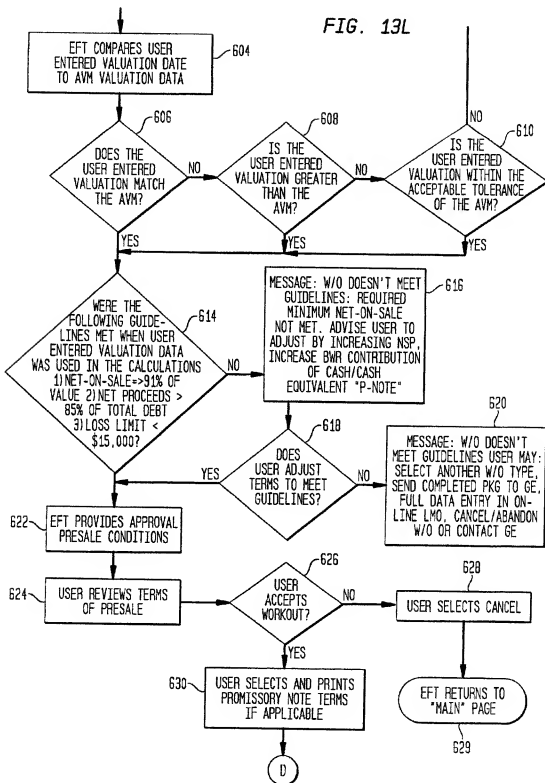 FIG. 13L
EFT COMPARES USER
ENTERED VALUATION DATE
TO AVM VALUATION DATA
604
606
DOES THE
USER ENTERED
VALUATION MATCH
THE AVM?
NO
YES
608
IS THE
USER ENTERED
VALUATION GREATER
THAN THE AVM?
NO
YES
NO
610
IS THE
USER ENTERED
VALUATION WITHIN THE
ACCEPTABLE TOLERANCE
OF THE AVM?
YES
WERE THE
FOLLOWING GUIDE-
LINES MET WHEN USER
ENTERED VALUATION DATA
WAS USED IN THE CALCULATIONS
1)NET-ON-SALE=>91% OF
VALUE 2)NET PROCEEDS >
85% OF TOTAL DEBT
3)LOSS LIMIT <
$15,000?
614
NO
MESSAGE: W/O DOESN'T MEET
GUIDELINES: REQUIRED
MINIMUM NET-ON-SALE
NOT MET. ADVISE USER TO
ADJUST BY INCREASING NSP,
INCREASE BWR CONTRIBUTION
OF CASH/CASH
EQUIVALENT "P-NOTE"
616
618
DOES
USER ADJUST
TERMS TO MEET
GUIDELINES?
YES
NO
620
MESSAGE: W/O DOESN'T
MEET GUIDELINES USER MAY:
SELECT ANOTHER W/O TYPE,
SEND COMPLETED PKG TO GE,
FULL DATA ENTRY IN ON-
LINE LMO, CANCEL/ABANDON
W/O OR CONTACT GE
622
EFT PROVIDES APPROVAL
PRESALE CONDITIONS
624
USER REVIEWS TERMS
OF PRESALE
626
USER
ACCEPTS
WORKOUT?
NO
YES
628
USER SELECTS CANCEL
EFT RETURNS TO
"MAIN" PAGE
629
630
USER SELECTS AND PRINTS
PROMISSORY NOTE TERMS
IF APPLICABLE
D